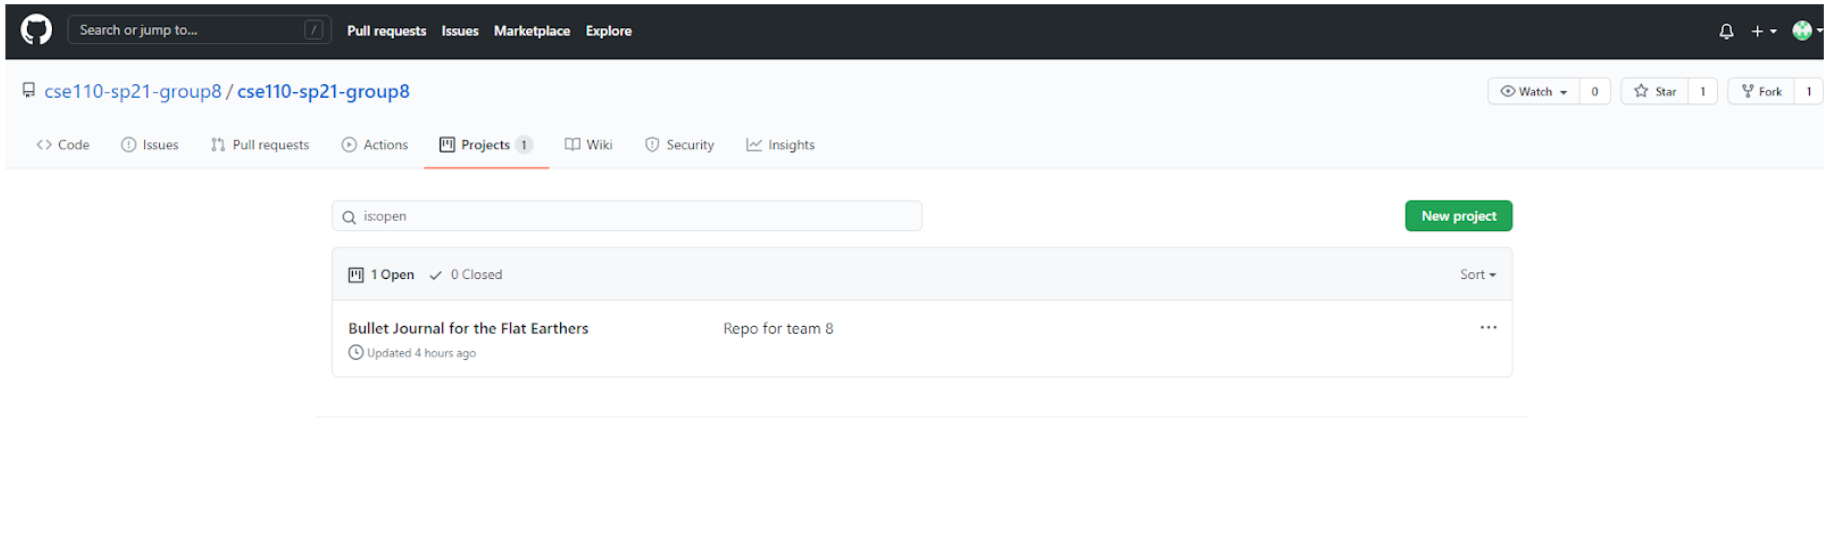 Search or jump to... / Pull requests Issues Marketplace Explore
cse110-sp21-group8 / cse110-sp21-group8 Watch 0 Star 1 Fork 1
Code Issues Pull requests Actions Projects 1 Wiki Security Insights
is:open New project
1 Open 0 Closed Sort
Bullet Journal for the Flat Earthers Repo for team 8
Updated 4 hours ago